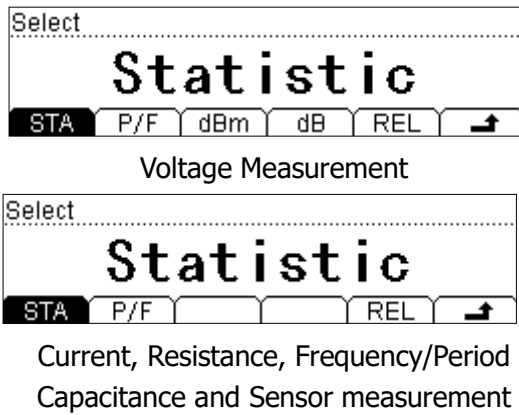 Select
Statistic
STA P/F dBm dB REL
Voltage Measurement
Select
Statistic
STA P/F REL
Current, Resistance, Frequency/Period
Capacitance and Sensor measurement